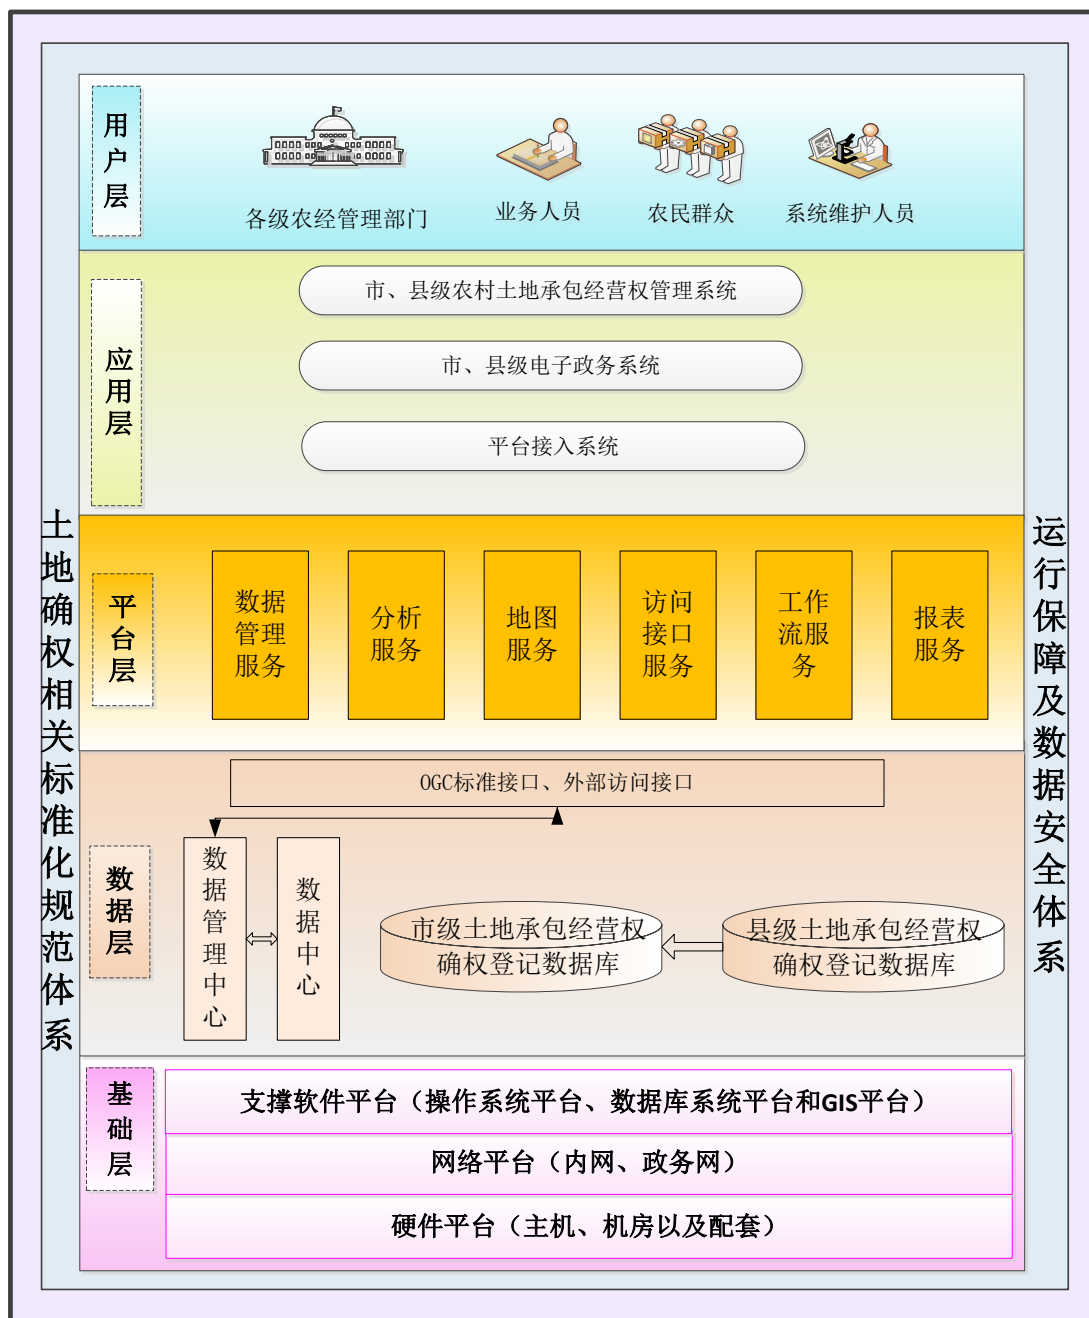 用户层
各级农经管理部门
业务人员
农民群众
系统维护人员
应用层
市、县级农村土地承包经营权管理系统
市、县级电子政务系统
平台接入系统
土地确权相关标准化规范体系
运行保障及数据安全体系
平台层
数据
管理
服务
分析
服务
地图
服务
访问
接口
服务
工作
流服
务
报表
服务
数据层
OGC标准接口、外部访问接口
数据管理中心
数据中心
市级土地承包经营权
确权登记数据库
县级土地承包经营权
确权登记数据库
基础层
支撑软件平台（操作系统平台、数据库系统平台和GIS平台）
网络平台（内网、政务网）
硬件平台（主机、机房以及配套）